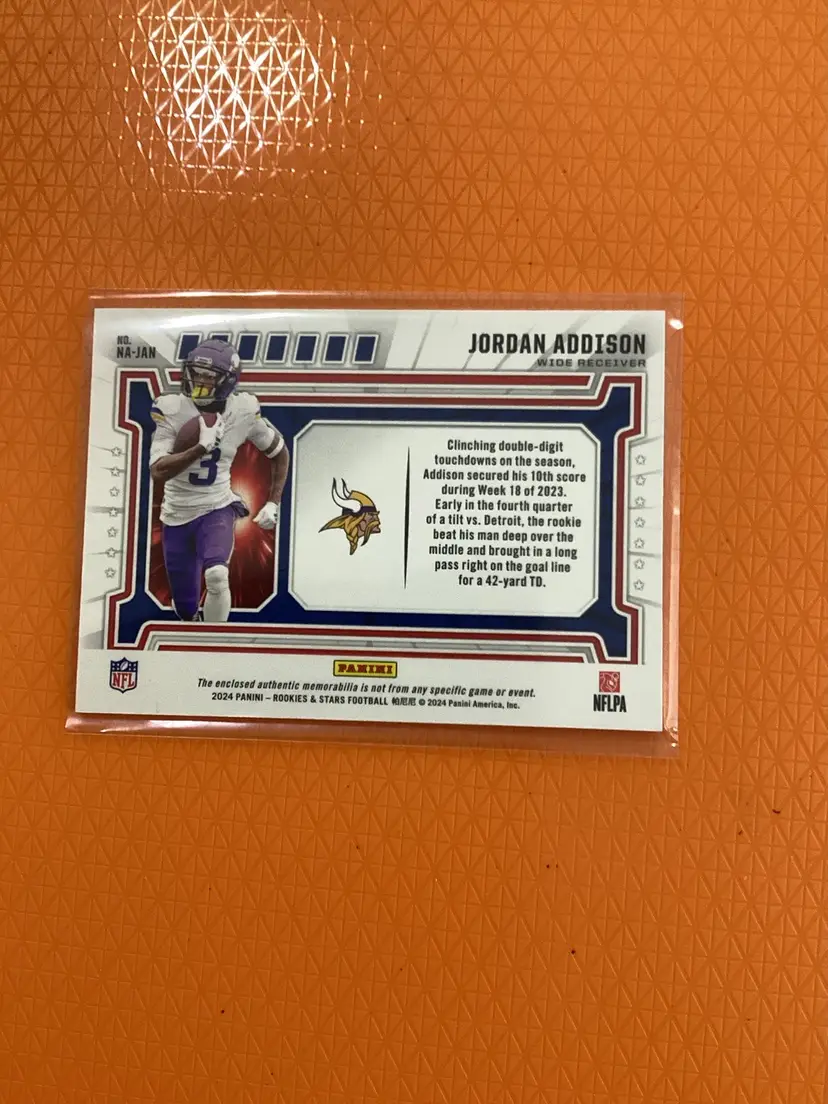 NO.
NA-JAN
JORDAN ADDISON
WIDE RECEIVER
3
Clinching double-digit
touchdowns on the season,
Addison secured his 10th score
during Week 18 of 2023.
Early in the fourth quarter
of a tilt vs. Detroit, the rookie
beat his man deep over the
middle and brought in a long
pass right on the goal line
for a 42-yard TD.
PANINI
NFL
The enclosed authentic memorabilia is not from any specific game or event.
2024 PANINI – ROOKIES & STARS FOOTBALL 帕尼尼 © 2024 Panini America, Inc.
NFLPA